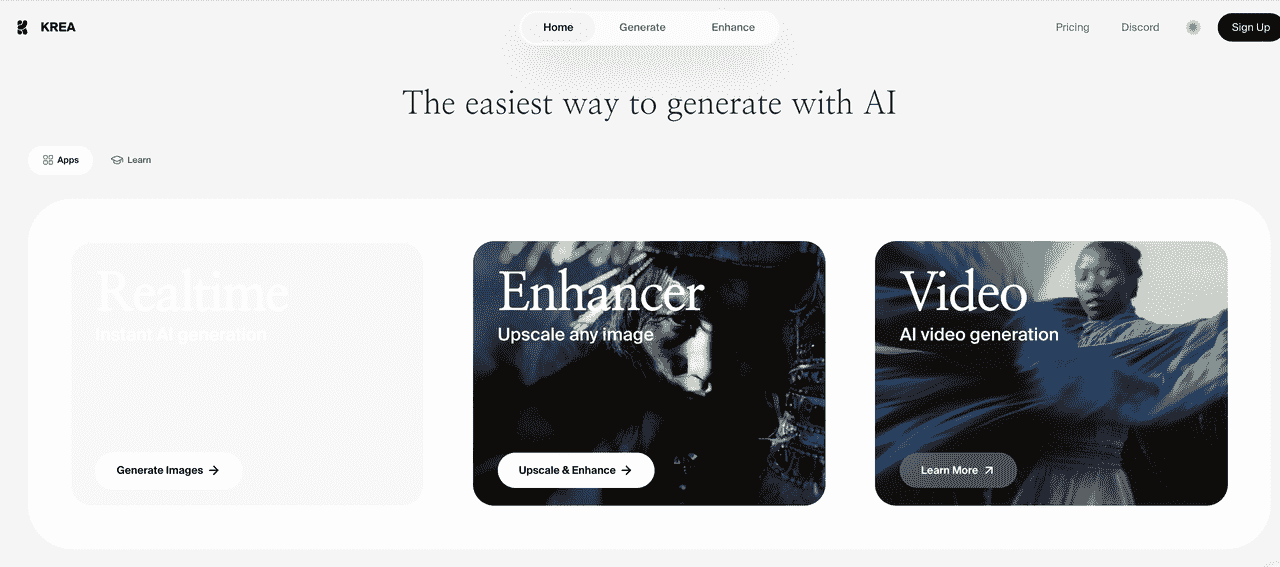 KREA
Home
Generate
Enhance
Pricing
Discord
Sign Up
The easiest way to generate with AI
Apps
Learn
Realtime
Instant AI generation
Generate Images
Enhancer
Upscale any image
Upscale & Enhance
Video
AI video generation
Learn More